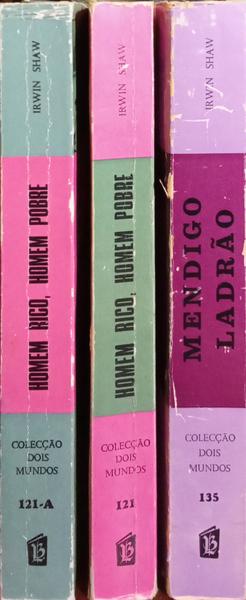 IRWIN SHAW
HOMEM RICO, HOMEM POBRE
COLECÇÃO
DOIS
MUNDOS
121-A
IRWIN SHAW
HOMEM RICO, HOMEM POBRE
COLECÇÃO
DOIS
MUNDOS
121
IRWIN SHAW
MENDIGO
LADRÃO
COLECÇÃO
DOIS
MUNDOS
135